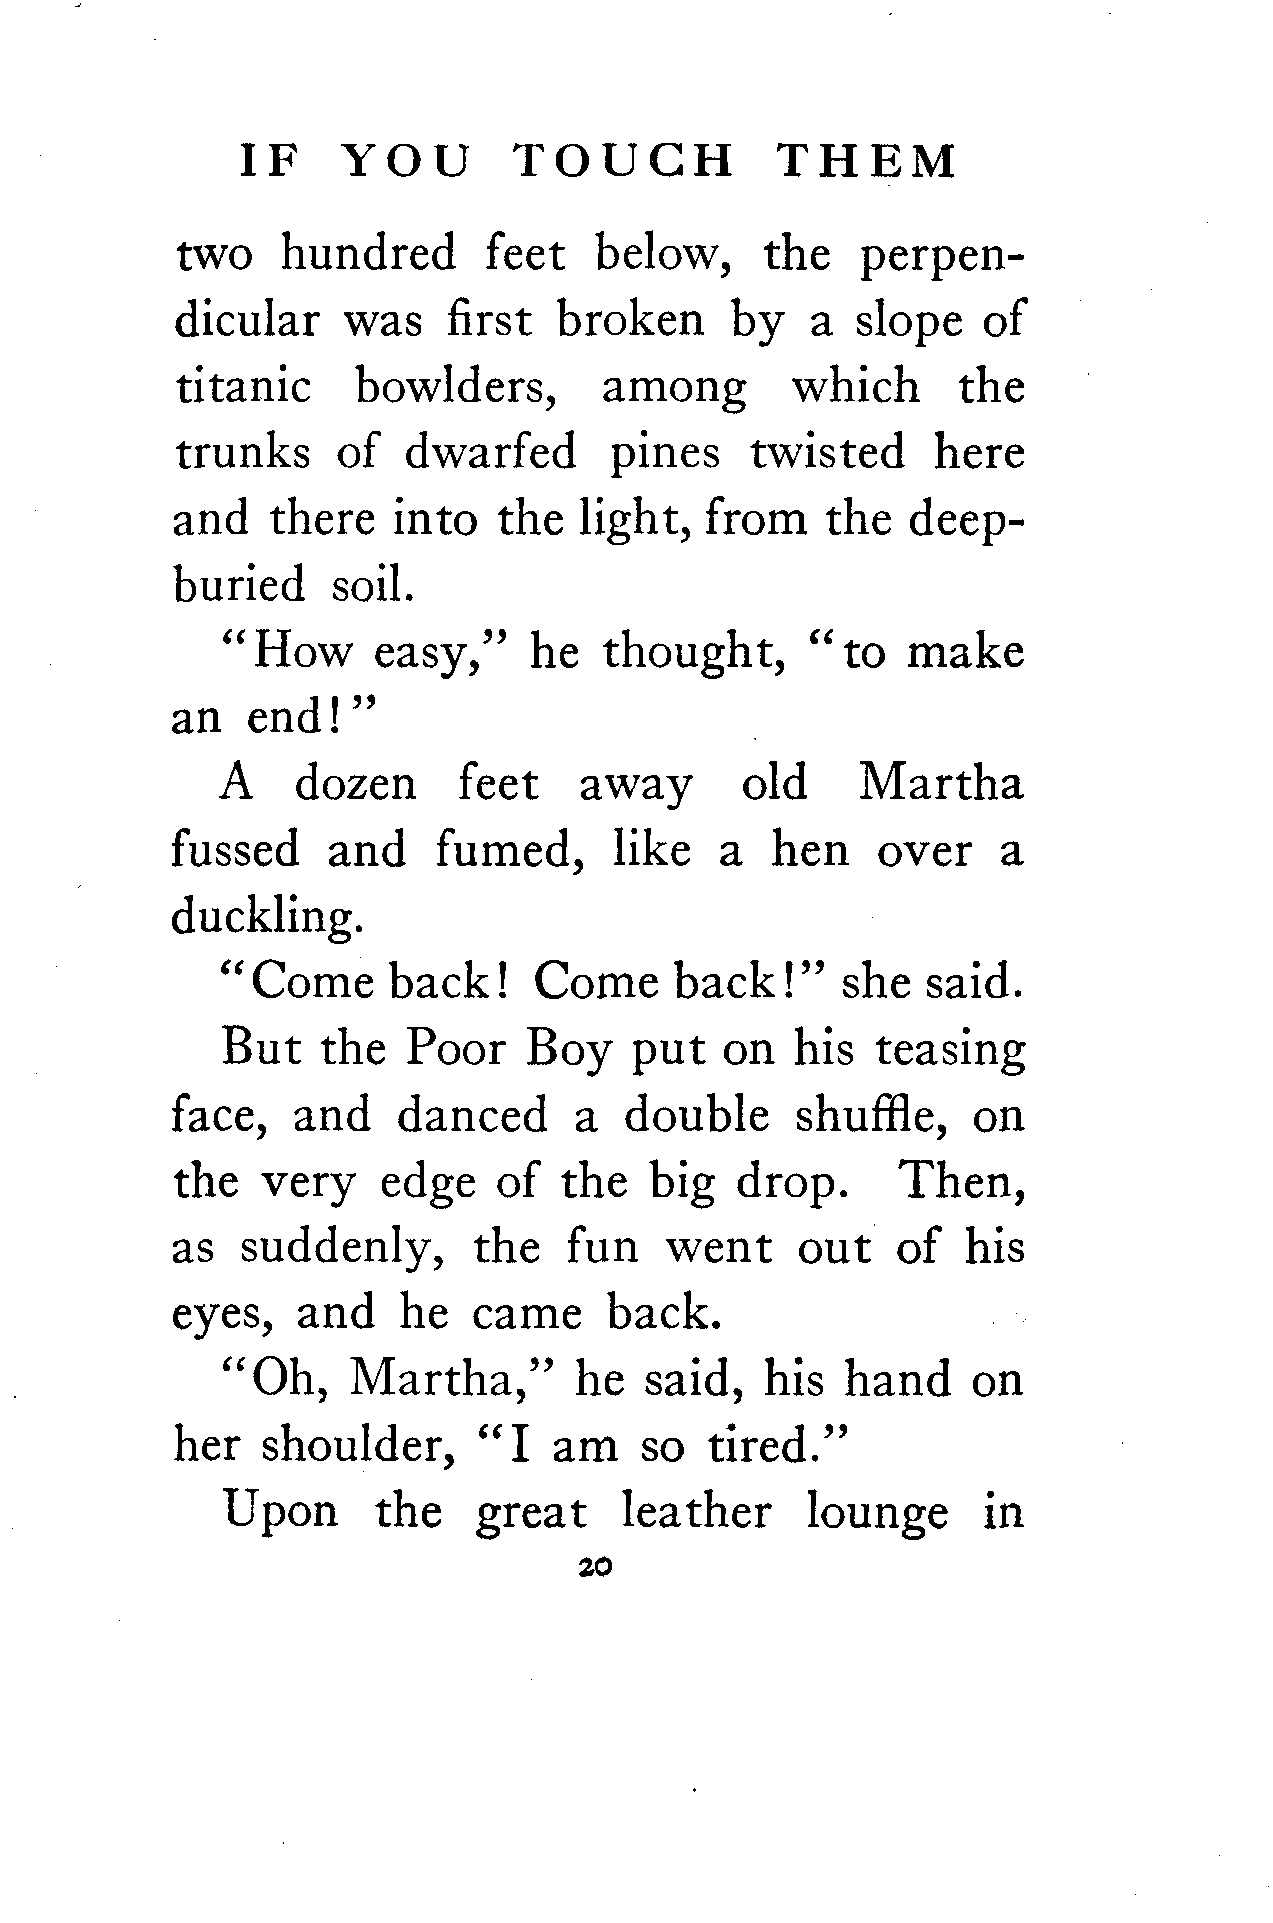 IF YOU TOUCH THEM
two hundred feet below, the perpen-
dicular was first broken by a slope of
titanic bowlders, among which the
trunks of dwarfed pines twisted here
and there into the light, from the deep-
buried soil.
“How easy,” he thought, “to make
an end!”
A dozen feet away old Martha
fussed and fumed, like a hen over a
duckling.
“Come back! Come back!” she said.
But the Poor Boy put on his teasing
face, and danced a double shuffle, on
the very edge of the big drop. Then,
as suddenly, the fun went out of his
eyes, and he came back.
“Oh, Martha,” he said, his hand on
her shoulder, “I am so tired.”
Upon the great leather lounge in
20